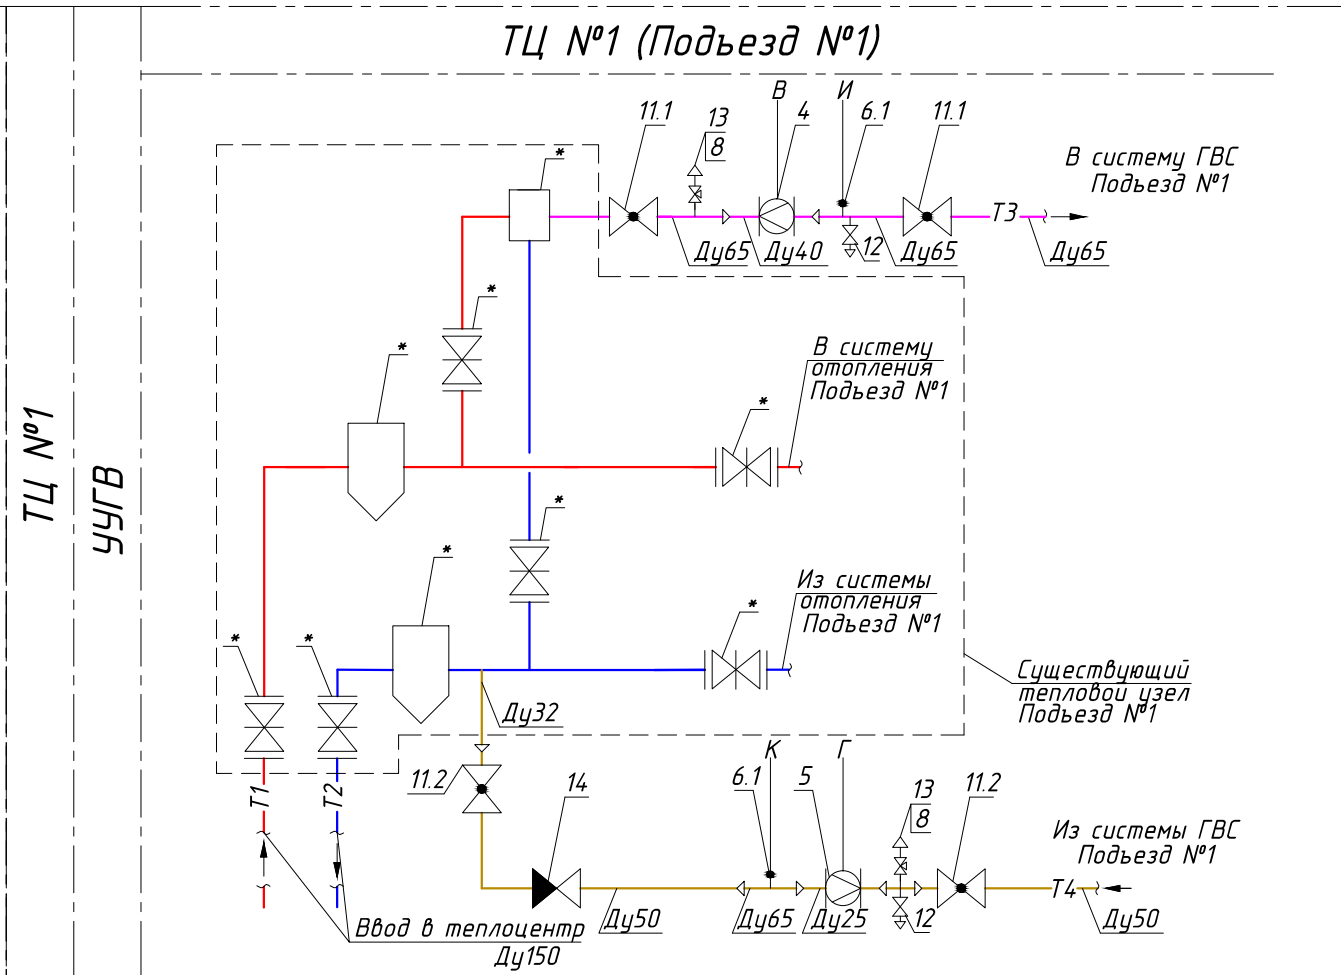 ТЦ №1 (Подъезд №1)
ТЦ №1
УУГВ
11.1
13
8
В
4
И
6.1
11.1
В систему ГВС
Подъезд №1
*
Т3
Ду65
Ду40
12
Ду65
Ду65
*
*
В систему
отопления
Подъезд №1
*
*
*
Из системы
отопления
Подъезд №1
*
*
*
Существующий
тепловой узел
Подъезд №1
Ду32
11.2
14
К
6.1
5
Г
13
8
11.2
Из системы ГВС
Подъезд №1
Т1
Т2
Т4
Ду50
Ду65
Ду25
12
Ду50
Ввод в теплоцентр
Ду150